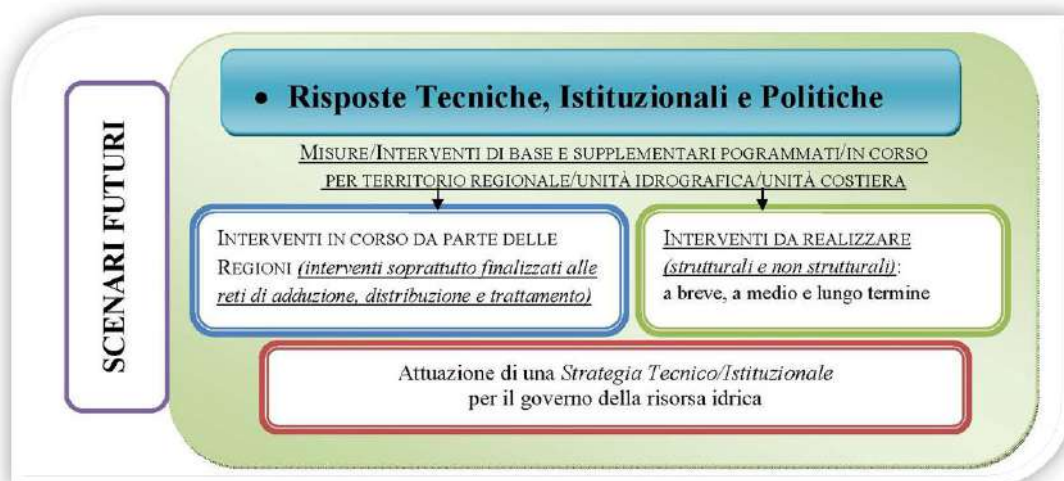 SCENARI FUTURI
• Risposte Tecniche, Istituzionali e Politiche
MISURE/INTERVENTI DI BASE E SUPPLEMENTARI POGRAMMATI/IN CORSO
PER TERRITORIO REGIONALE/UNITÀ IDROGRAFICA/UNITÀ COSTIERA
INTERVENTI IN CORSO DA PARTE DELLE
REGIONI (interventi soprattutto finalizzati alle
reti di adduzione, distribuzione e trattamento)
INTERVENTI DA REALIZZARE
(strutturali e non strutturali):
a breve, a medio e lungo termine
Attuazione di una Strategia Tecnico/Istituzionale
per il governo della risorsa idrica